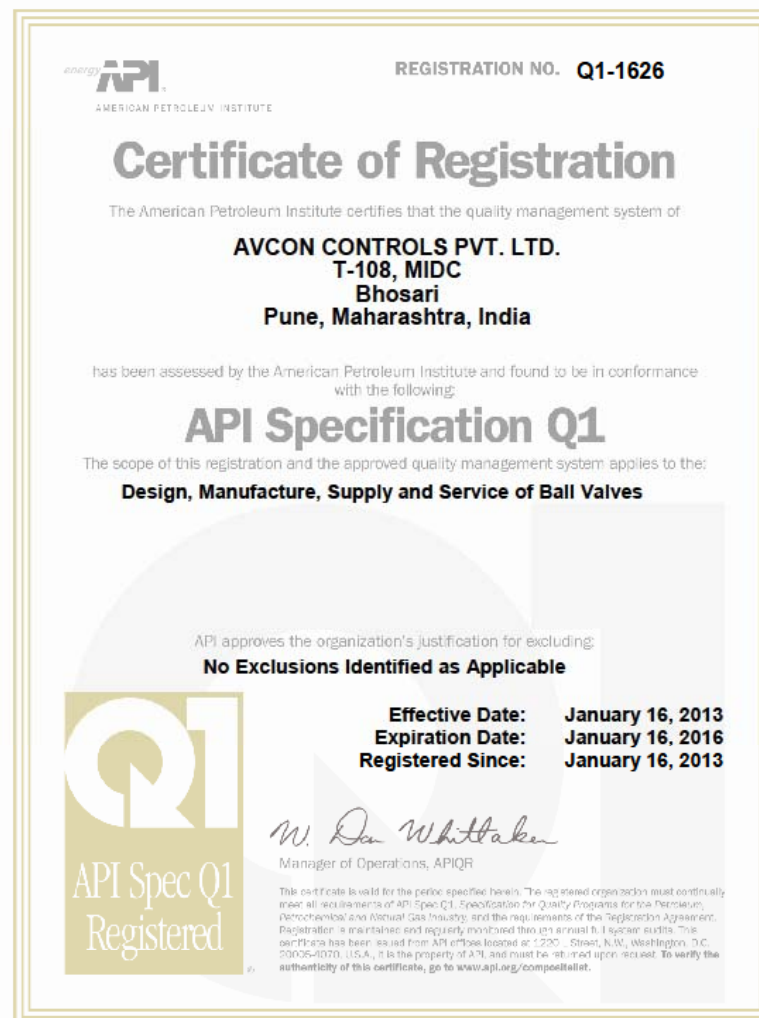 energy API
AMERICAN PETROLEUM INSTITUTE
REGISTRATION NO. Q1-1626
Certificate of Registration
The American Petroleum Institute certifies that the quality management system of
AVCON CONTROLS PVT. LTD.
T-108, MIDC
Bhosari
Pune, Maharashtra, India
has been assessed by the American Petroleum Institute and found to be in conformance
with the following:
API Specification Q1
The scope of this registration and the approved quality management system applies to the:
Design, Manufacture, Supply and Service of Ball Valves
API approves the organization's justification for excluding:
No Exclusions Identified as Applicable
Effective Date: January 16, 2013
Expiration Date: January 16, 2016
Registered Since: January 16, 2013
Q1
API Spec Q1
Registered
W. Dan Whittaker
Manager of Operations, APIQR
This certificate is valid for the period specified herein. The registered organization must continually
meet all requirements of API Spec Q1, Specification for Quality Programs for the Petroleum,
Petrochemical and Natural Gas Industry, and the requirements of the Registration Agreement.
Registration is maintained and regularly monitored through annual full system audits. This
certificate has been issued from API offices located at 1220 Street, N.W., Washington, D.C.
20005-4070, U.S.A., it is the property of API, and must be returned upon request. To verify the
authenticity of this certificate, go to www.api.org/compositelist.